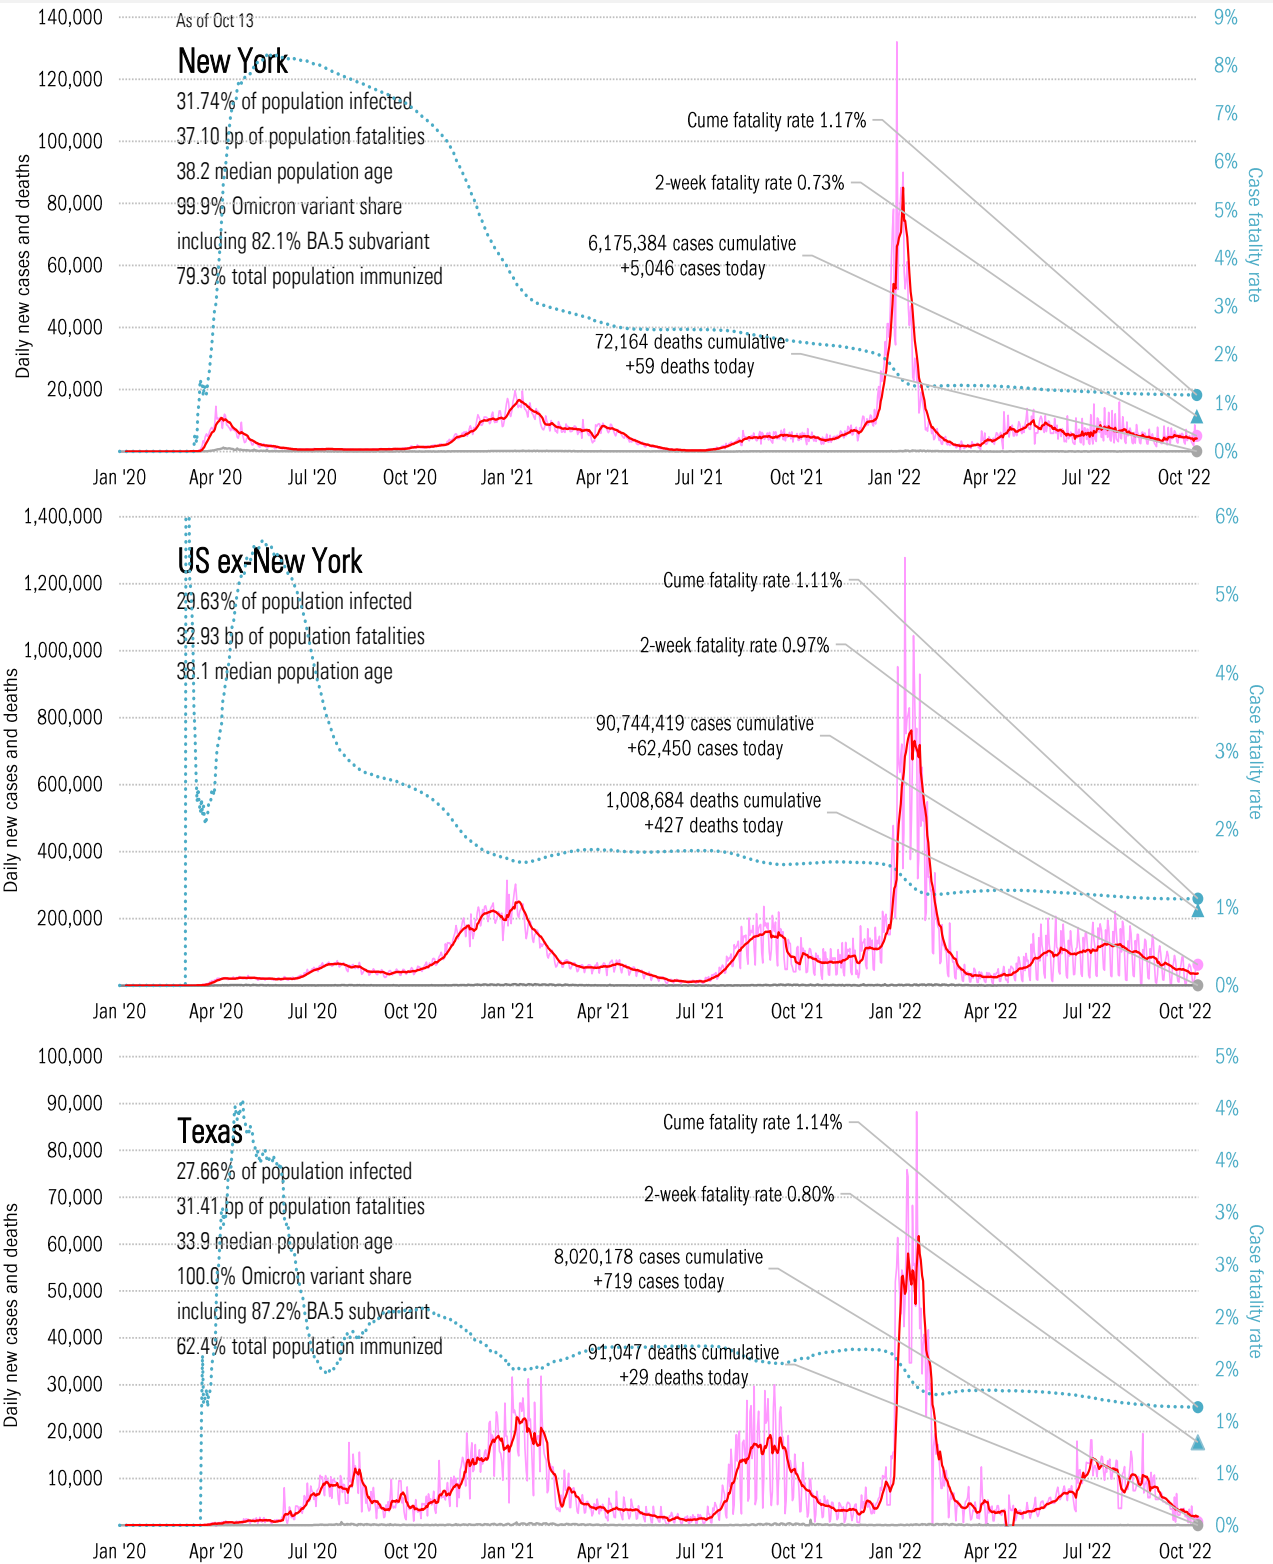 As of Oct 13
New York
31.74% of population infected
37.10 bp of population fatalities
38.2 median population age
99.9% Omicron variant share
including 82.1% BA.5 subvariant
79.3% total population immunized
Cume fatality rate 1.17%
2-week fatality rate 0.73%
6,175,384 cases cumulative
+5,046 cases today
72,164 deaths cumulative
+59 deaths today
Daily new cases and deaths
140,000
120,000
100,000
80,000
60,000
40,000
20,000
Case fatality rate
9%
8%
7%
6%
5%
4%
3%
2%
1%
0%
Jan '20 Apr '20 Jul '20 Oct '20 Jan '21 Apr '21 Jul '21 Oct '21 Jan '22 Apr '22 Jul '22 Oct '22
US ex-New York
29.63% of population infected
32.93 bp of population fatalities
38.1 median population age
Cume fatality rate 1.11%
2-week fatality rate 0.97%
90,744,419 cases cumulative
+62,450 cases today
1,008,684 deaths cumulative
+427 deaths today
Daily new cases and deaths
1,400,000
1,200,000
1,000,000
800,000
600,000
400,000
200,000
Case fatality rate
6%
5%
4%
3%
2%
1%
0%
Jan '20 Apr '20 Jul '20 Oct '20 Jan '21 Apr '21 Jul '21 Oct '21 Jan '22 Apr '22 Jul '22 Oct '22
Texas
27.66% of population infected
31.41 bp of population fatalities
33.9 median population age
100.0% Omicron variant share
including 87.2% BA.5 subvariant
62.4% total population immunized
Cume fatality rate 1.14%
2-week fatality rate 0.80%
8,020,178 cases cumulative
+719 cases today
91,047 deaths cumulative
+29 deaths today
Daily new cases and deaths
100,000
90,000
80,000
70,000
60,000
50,000
40,000
30,000
20,000
10,000
Case fatality rate
5%
4%
4%
3%
3%
2%
2%
1%
1%
0%
Jan '20 Apr '20 Jul '20 Oct '20 Jan '21 Apr '21 Jul '21 Oct '21 Jan '22 Apr '22 Jul '22 Oct '22